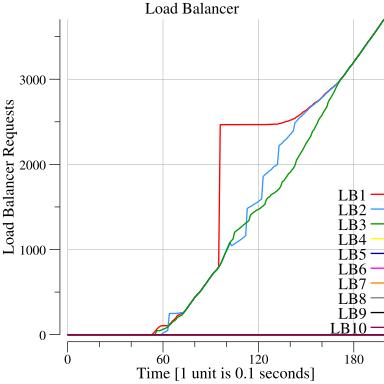 Load Balancer
Load Balancer Requests
3000
2000
1000
0
LB1
LB2
LB3
LB4
LB5
LB6
LB7
LB8
LB9
LB10
0 60 120 180
Time [1 unit is 0.1 seconds]